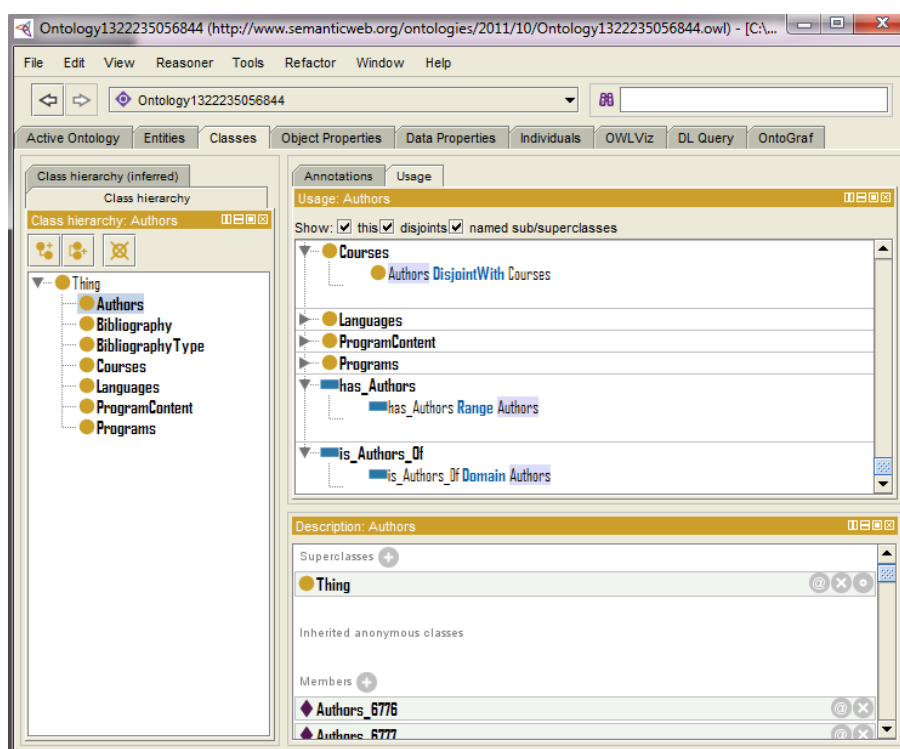 Ontology1322235056844 (http://www.semanticweb.org/ontologies/2011/10/Ontology1322235056844.owl) - [C:\...
File Edit View Reasoner Tools Refactor Window Help
Ontology1322235056844
Active Ontology Entities Classes Object Properties Data Properties Individuals OWLViz DL Query OntoGraf
Class hierarchy (inferred)
Class hierarchy
Class hierarchy: Authors
Thing
Authors
Bibliography
BibliographyType
Courses
Languages
ProgramContent
Programs
Annotations Usage
Usage: Authors
Show: this disjoints named sub/superclasses
Courses
Authors DisjointWith Courses
Languages
ProgramContent
Programs
has_Authors
has_Authors Range Authors
is_Authors_Of
is_Authors_Of Domain Authors
Description: Authors
Superclasses
Thing
Inherited anonymous classes
Members
Authors_6776
Authors_6777